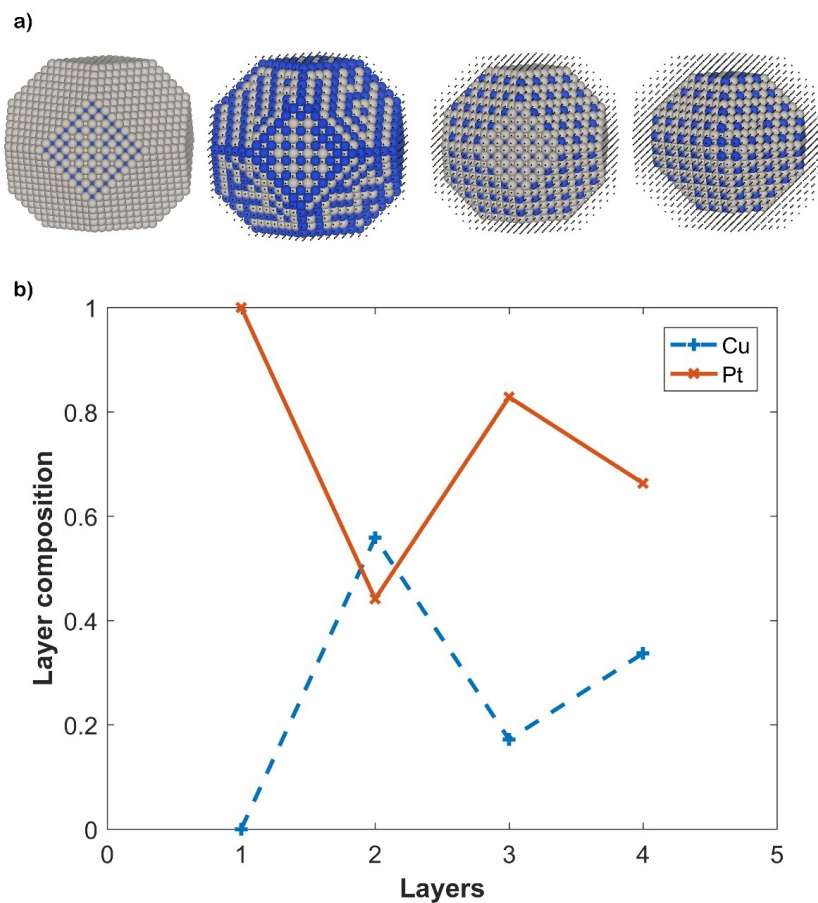 a)
b)
1
0.8
0.6
0.4
0.2
0
Layer composition
Cu
Pt
0 1 2 3 4 5
Layers